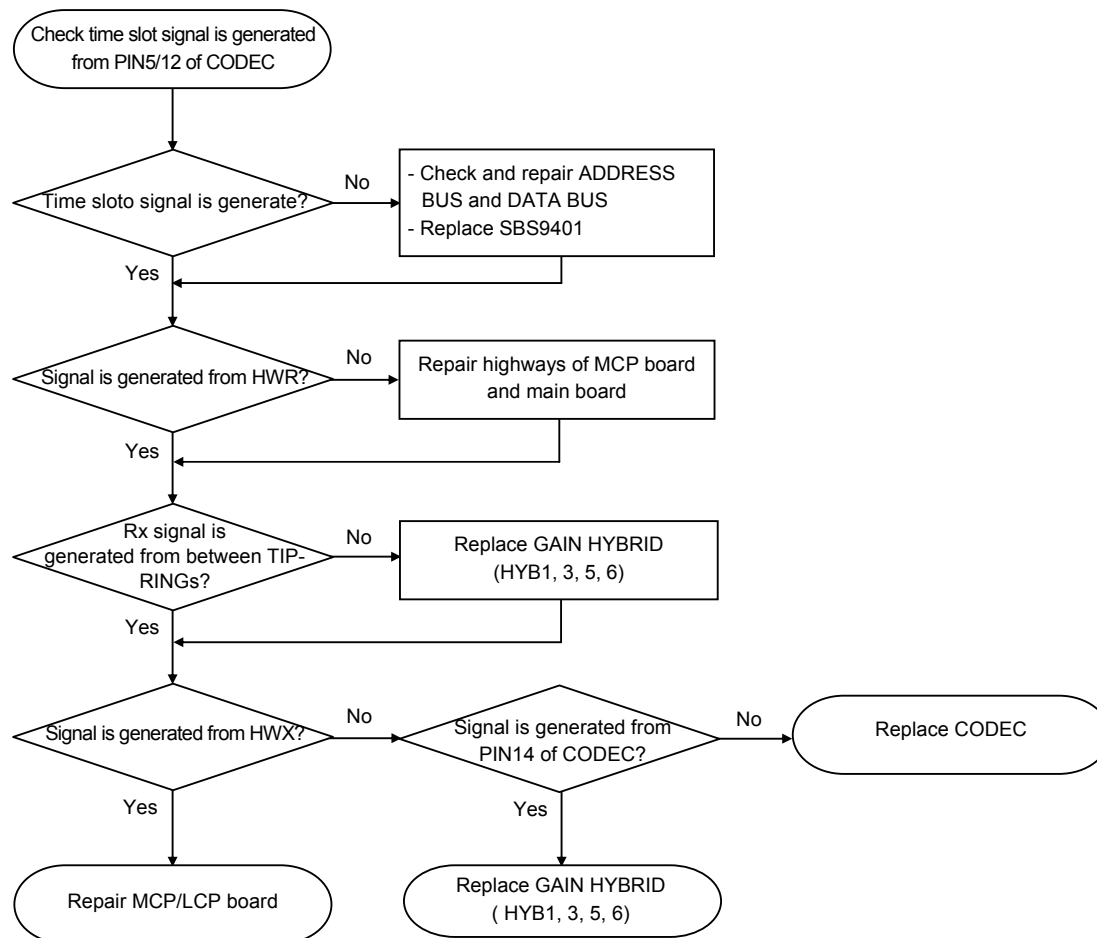 Check time slot signal is generated
from PIN5/12 of CODEC
Time sloto signal is generate?
No
- Check and repair ADDRESS
BUS and DATA BUS
- Replace SBS9401
Yes
Signal is generated from HWR?
No
Repair highways of MCP board
and main board
Yes
Rx signal is
generated from between TIP-
RINGs?
No
Replace GAIN HYBRID
(HYB1, 3, 5, 6)
Yes
Signal is generated from HWX?
No
Signal is generated from
PIN14 of CODEC?
No
Replace CODEC
Yes
Yes
Repair MCP/LCP board
Replace GAIN HYBRID
( HYB1, 3, 5, 6)